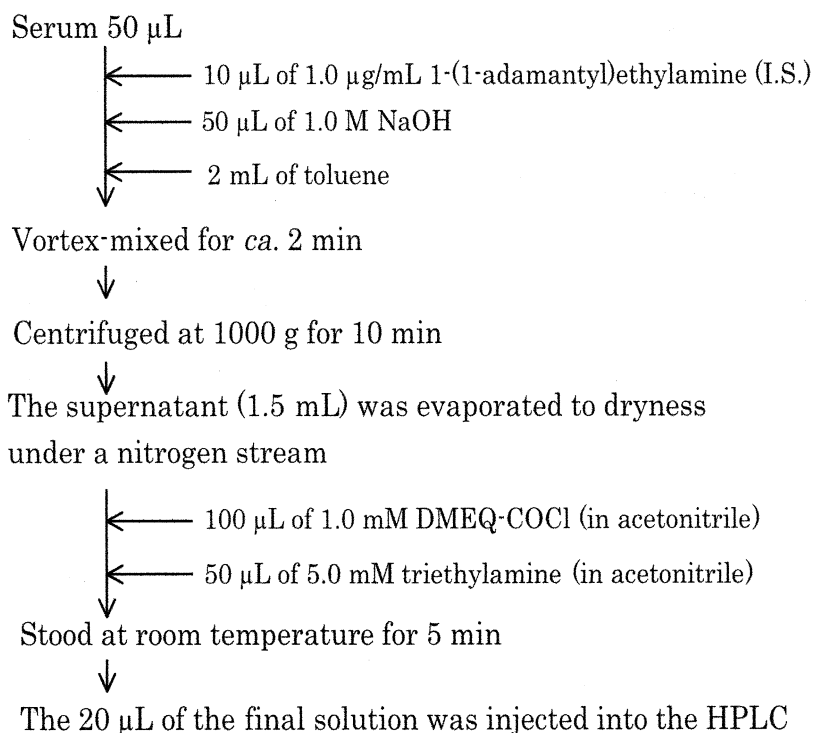 Serum 50 µL
10 µL of 1.0 µg/mL 1-(1-adamantyl)ethylamine (I.S.)
50 µL of 1.0 M NaOH
2 mL of toluene
Vortex-mixed for ca. 2 min
Centrifuged at 1000 g for 10 min
The supernatant (1.5 mL) was evaporated to dryness
under a nitrogen stream
100 µL of 1.0 mM DMEQ-COCl (in acetonitrile)
50 µL of 5.0 mM triethylamine (in acetonitrile)
Stood at room temperature for 5 min
The 20 µL of the final solution was injected into the HPLC